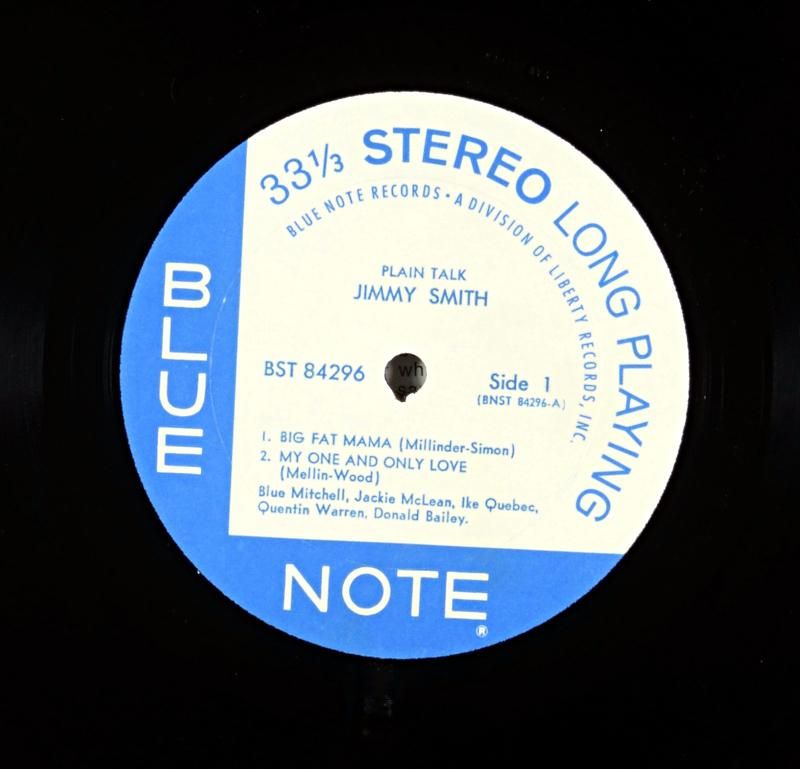 33⅓ STEREO LONG PLAYING
BLUE NOTE RECORDS • A DIVISION OF LIBERTY RECORDS, INC.
PLAIN TALK
JIMMY SMITH
BST 84296
wh
Side 1
(BNST 84296-A)
1. BIG FAT MAMA (Millinder-Simon)
2. MY ONE AND ONLY LOVE
(Mellin-Wood)
Blue Mitchell, Jackie McLean, Ike Quebec,
Quentin Warren, Donald Bailey.
BLUE
NOTE
®